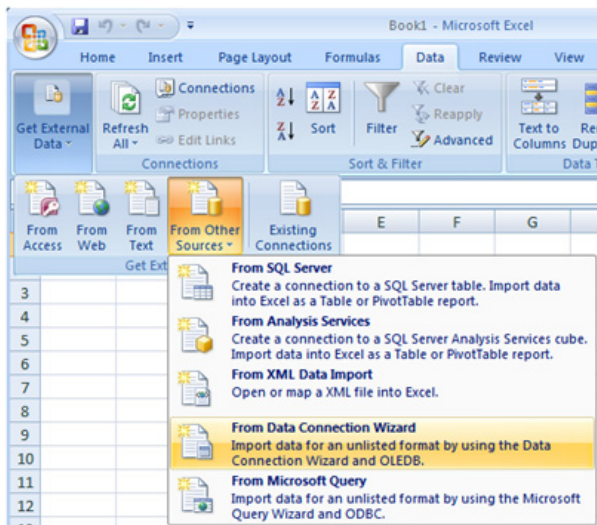 Book1 - Microsoft Excel
Home Insert Page Layout Formulas Data Review View
Get External Data
Refresh All
Connections
Properties
Edit Links
Connections
A Z
Z A
A Z Z A
Sort
Filter
Clear
Reapply
Advanced
Sort & Filter
Text to Columns
Re
Dup
Data T
From Access
From Web
From Text
From Other Sources
Existing Connections
Get Ext
E F G
From SQL Server
Create a connection to a SQL Server table. Import data
into Excel as a Table or PivotTable report.
From Analysis Services
Create a connection to a SQL Server Analysis Services cube.
Import data into Excel as a Table or PivotTable report.
From XML Data Import
Open or map a XML file into Excel.
From Data Connection Wizard
Import data for an unlisted format by using the Data
Connection Wizard and OLEDB.
From Microsoft Query
Import data for an unlisted format by using the Microsoft
Query Wizard and ODBC.
3
4
5
6
7
8
9
10
11
12